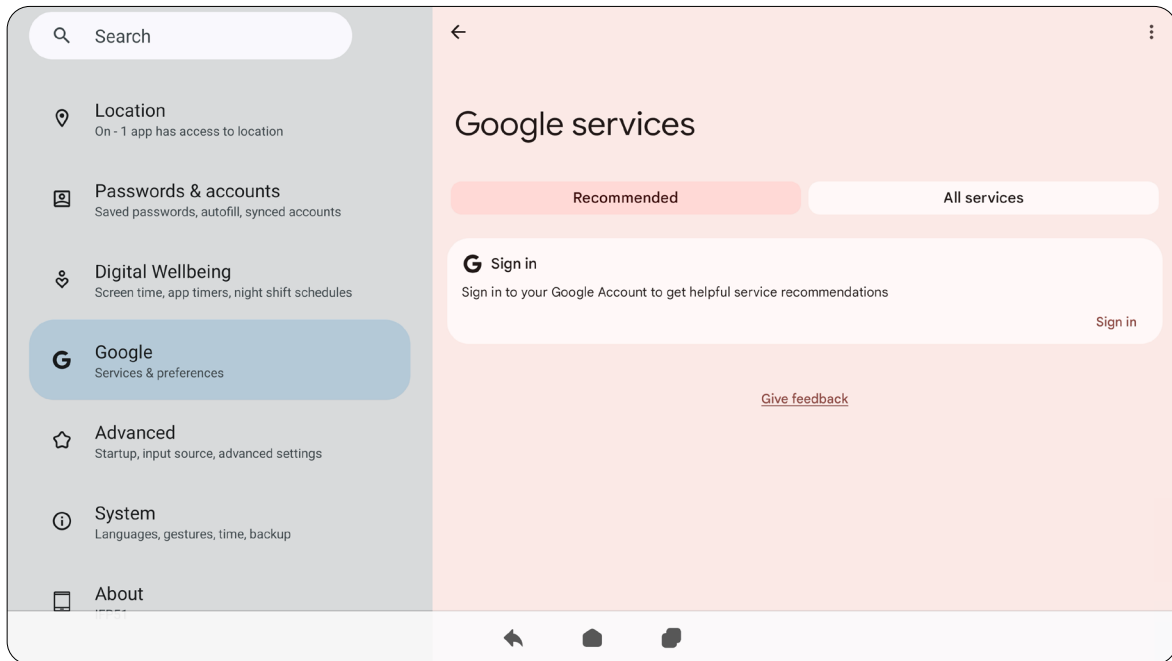 Search
Location
On - 1 app has access to location
Passwords & accounts
Saved passwords, autofill, synced accounts
Digital Wellbeing
Screen time, app timers, night shift schedules
Google
Services & preferences
Advanced
Startup, input source, advanced settings
System
Languages, gestures, time, backup
About
IFP51
Google services
Recommended
All services
Sign in
Sign in to your Google Account to get helpful service recommendations
Sign in
Give feedback